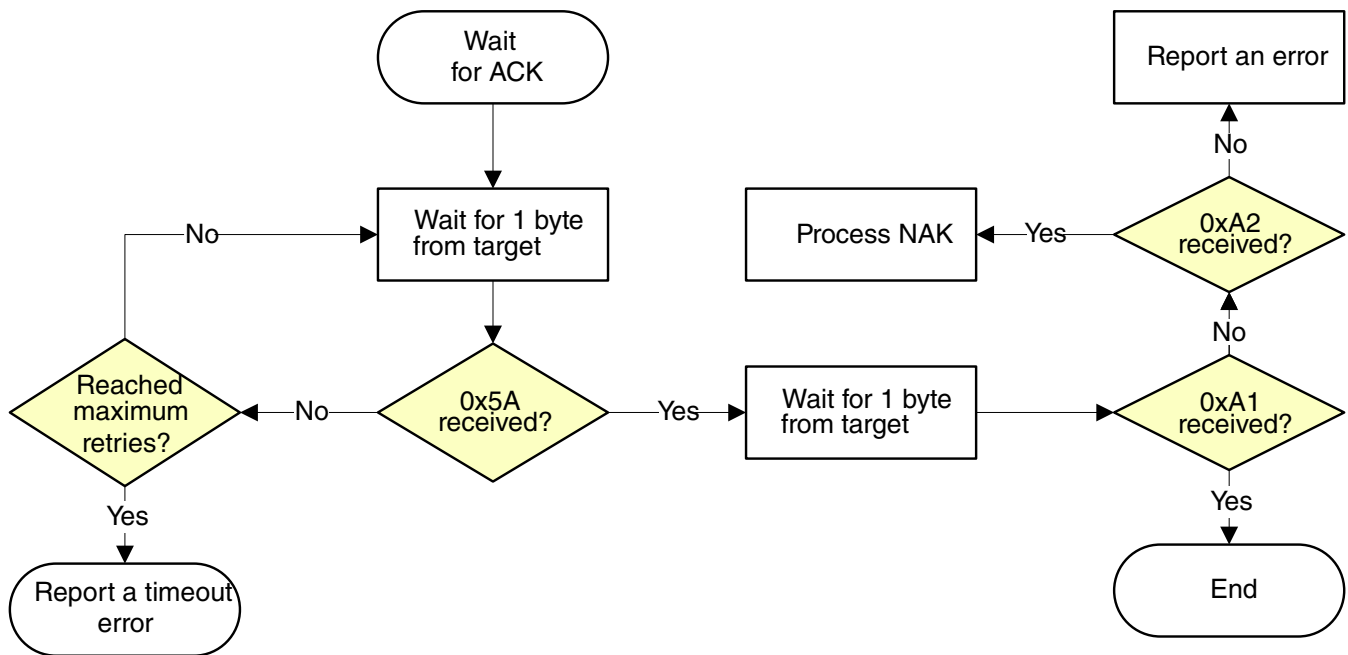 Wait
for ACK
Report an error
No
Wait for 1 byte
from target
No
Process NAK
Yes
0xA2
received?
No
Reached
maximum
retries?
No
0x5A
received?
Yes
Wait for 1 byte
from target
0xA1
received?
Yes
Yes
Report a timeout
error
End